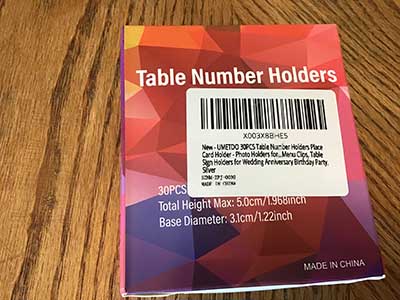 Table Number Holders
X003X8BHE5
New - UMETDO 30PCS Table Number Holders Place
Card Holder - Photo Holders for...Menu Clips, Table
Sign Holders for Wedding Anniversary Birthday Party,
Silver
MADE IN CHINA
30PCS
Total Height Max: 5.0cm/1.968inch
Base Diameter: 3.1cm/1.22inch
MADE IN CHINA